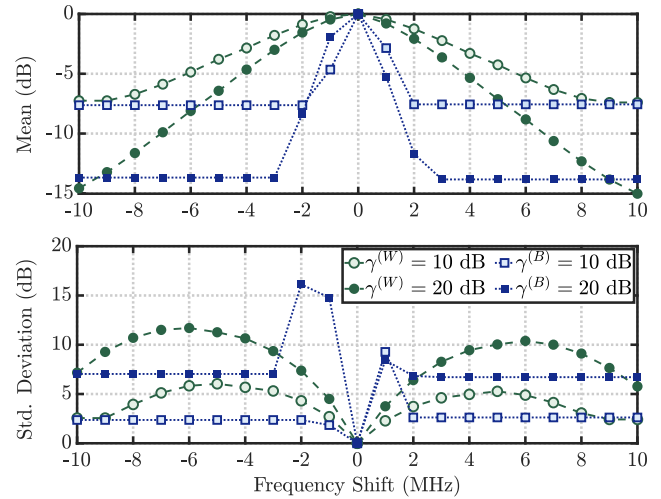 0
-5
-10
-15
Mean (dB)
-10 -8 -6 -4 -2 0 2 4 6 8 10
20
15
10
5
0
Std. Deviation (dB)
γ^(W) = 10 dB γ^(B) = 10 dB
γ^(W) = 20 dB γ^(B) = 20 dB
-10 -8 -6 -4 -2 0 2 4 6 8 10
Frequency Shift (MHz)